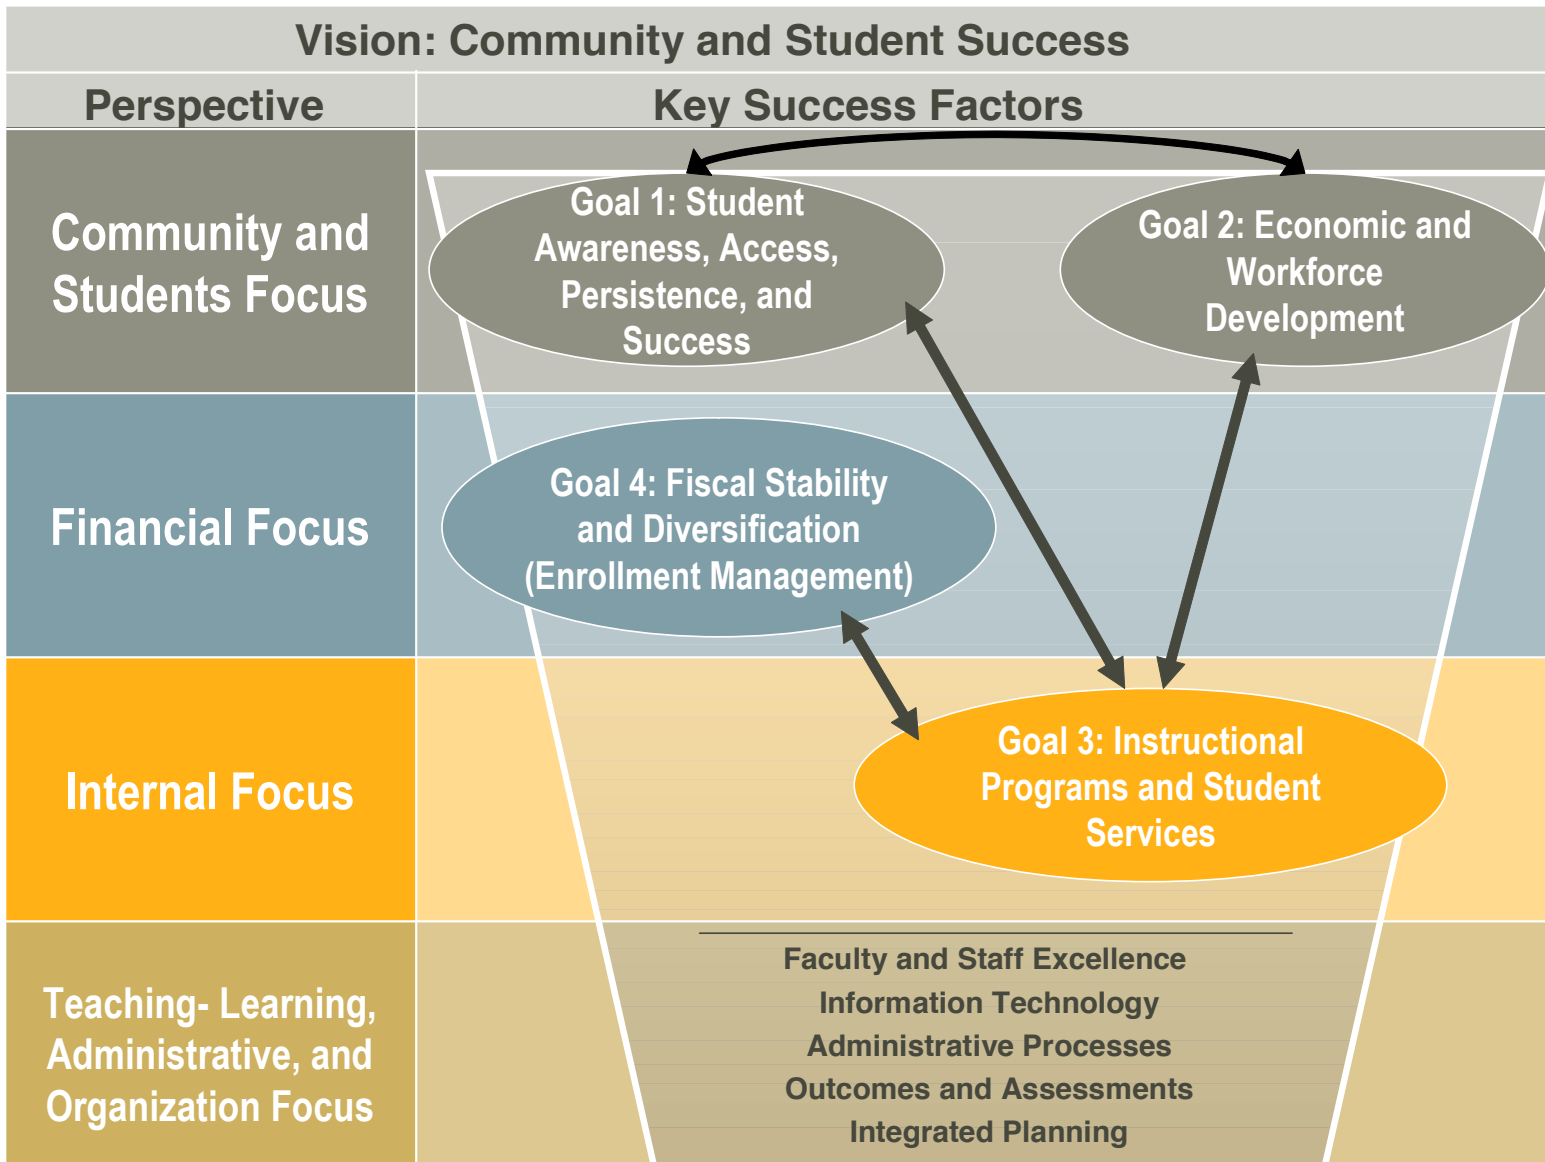 Vision: Community and Student Success
Perspective
Key Success Factors
Community and
Students Focus
Goal 1: Student
Awareness, Access,
Persistence, and
Success
Goal 2: Economic and
Workforce
Development
Financial Focus
Goal 4: Fiscal Stability
and Diversification
(Enrollment Management)
Internal Focus
Goal 3: Instructional
Programs and Student
Services
Teaching- Learning,
Administrative, and
Organization Focus
Faculty and Staff Excellence
Information Technology
Administrative Processes
Outcomes and Assessments
Integrated Planning